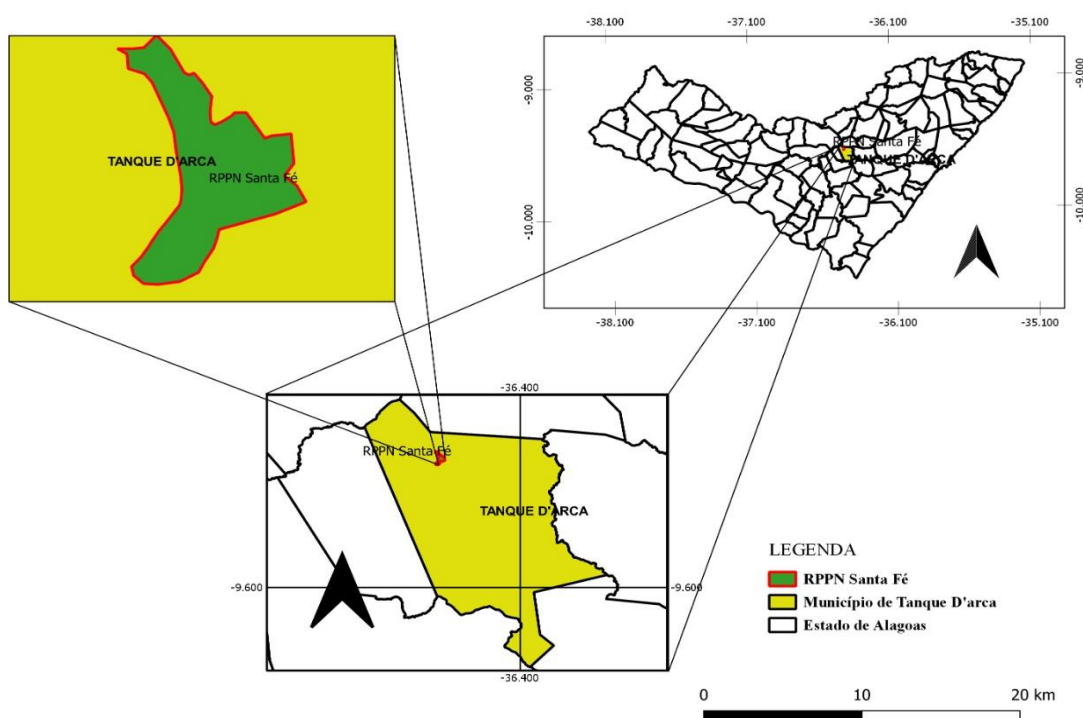 TANQUE D'ARCA
RPPN Santa Fé
-38.100
-37.100
-36.100
-35.100
-9.000
-9.000
RPPN Santa Fé
TANQUE D'ARCA
-10.000
-10.000
-38.100
-37.100
-36.100
-35.100
-36.400
RPPN Santa Fé
TANQUE D'ARCA
-9.600
-9.600
-36.400
LEGENDA
RPPN Santa Fé
Município de Tanque D'arca
Estado de Alagoas
0 10 20 km